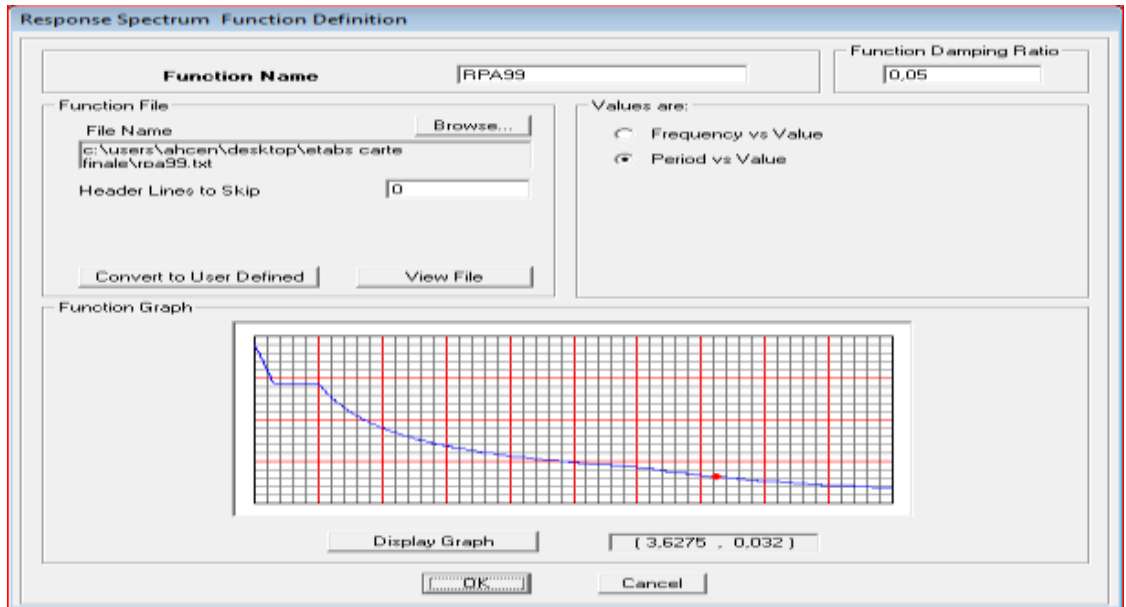 Response Spectrum Function Definition
Function Damping Ratio
Function Name
RPA99
0,05
Function File
Values are:
File Name
Browse...
Frequency vs Value
c:\users\ahcen\desktop\etabs carte
finale\rpa99.txt
Period vs Value
Header Lines to Skip
0
Convert to User Defined
View File
Function Graph
Display Graph
( 3,6275 , 0,032 )
OK
Cancel